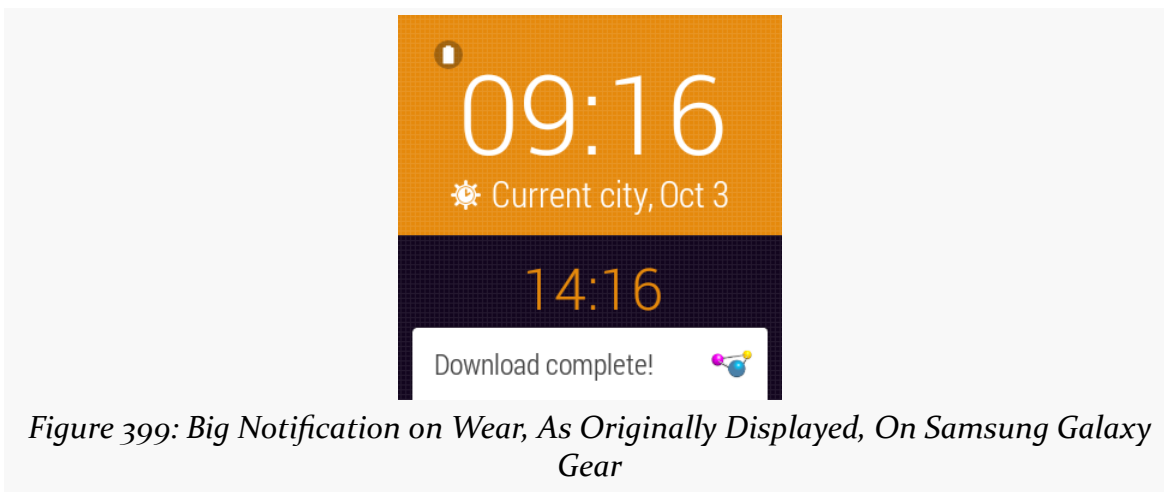 09:16
Current city, Oct 3
14:16
Download complete!
Figure 399: Big Notification on Wear, As Originally Displayed, On Samsung Galaxy
Gear